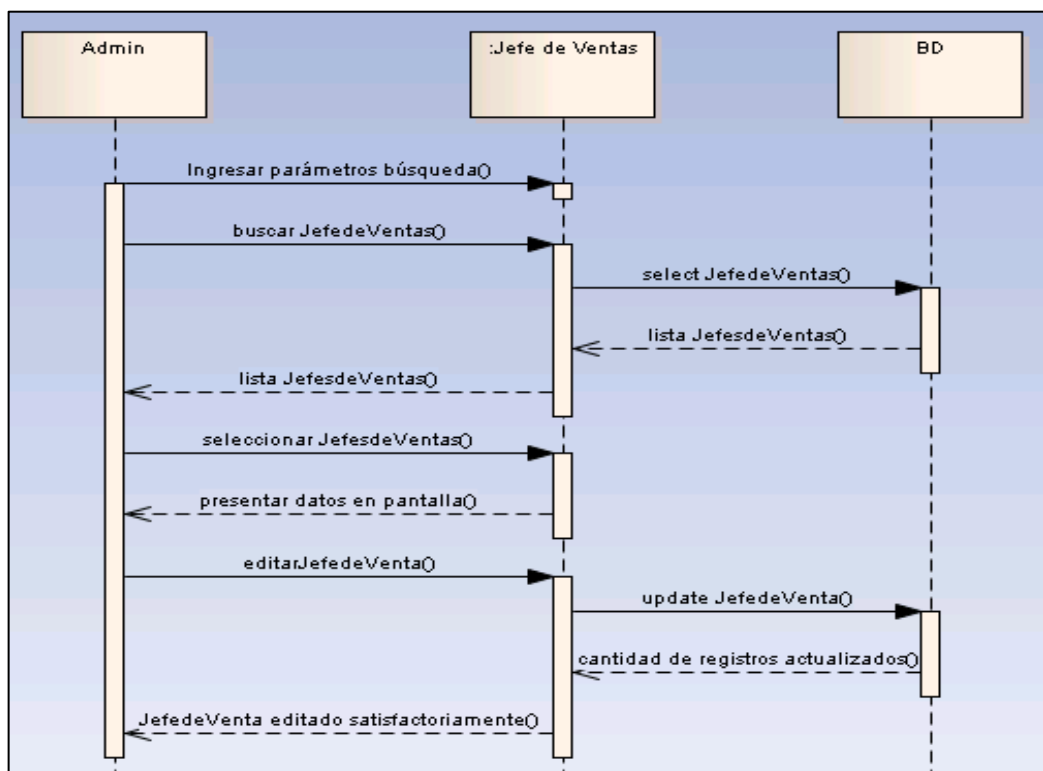 Admin
:Jefe de Ventas
BD
Ingresar parámetros búsqueda()
buscar JefedeVentas()
select JefedeVentas()
lista JefesdeVentas()
lista JefesdeVentas()
seleccionar JefesdeVentas()
presentar datos en pantalla()
editarJefedeVenta()
update JefedeVenta()
cantidad de registros actualizados()
JefedeVenta editado satisfactoriamente()